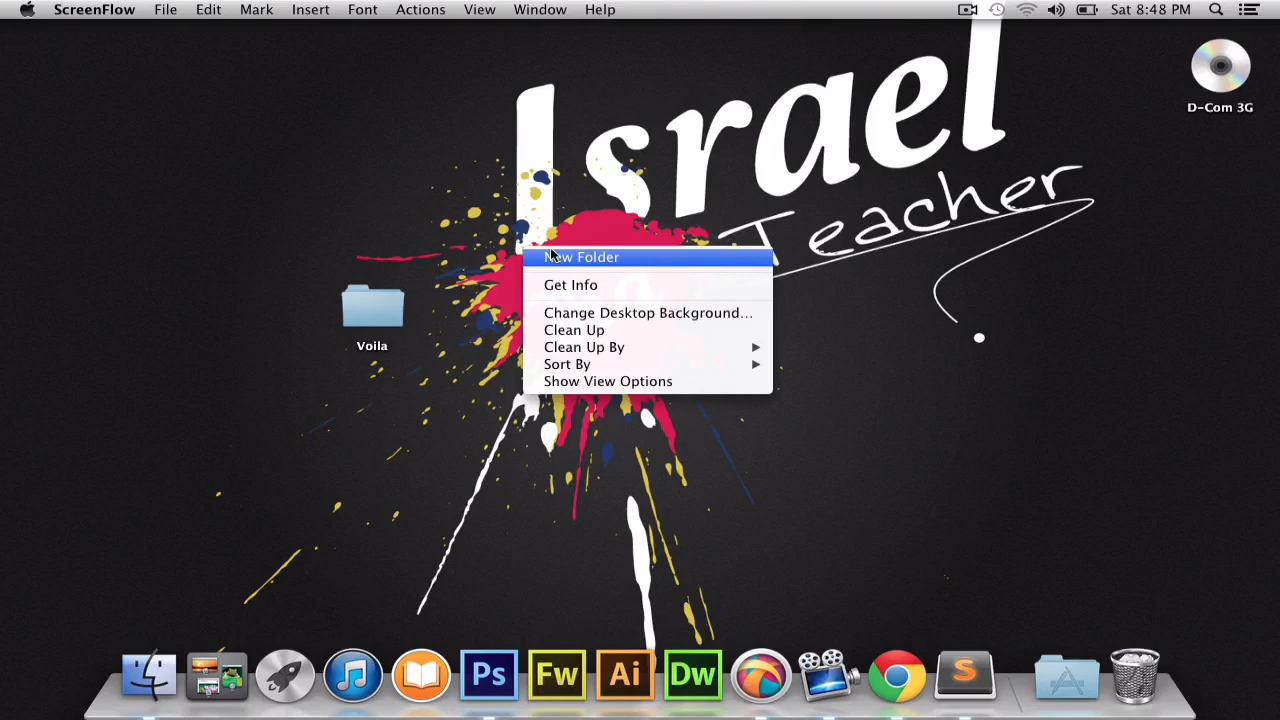 ScreenFlow File Edit Mark Insert Font Actions View Window Help Sat 8:48 PM
Israel
Teacher
D-Com 3G
New Folder
Get Info
Change Desktop Background...
Clean Up
Clean Up By
Sort By
Show View Options
Voila
Ps Fw Ai Dw S